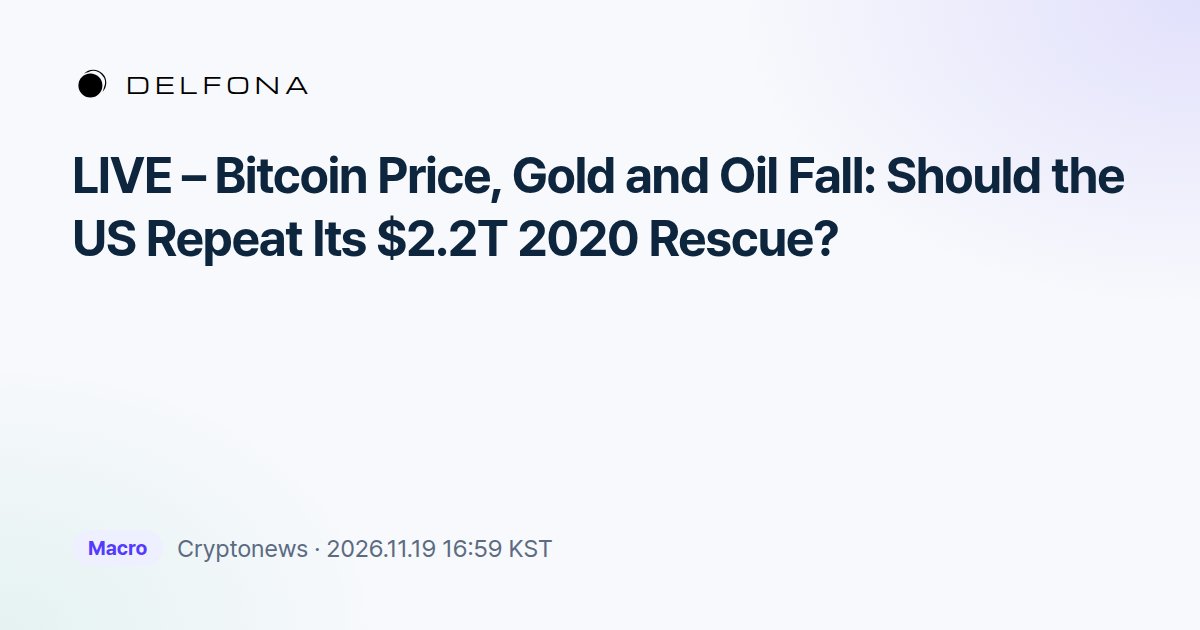 DELFONA
LIVE – Bitcoin Price, Gold and Oil Fall: Should the
US Repeat Its $2.2T 2020 Rescue?
Macro Cryptonews · 2026.11.19 16:59 KST